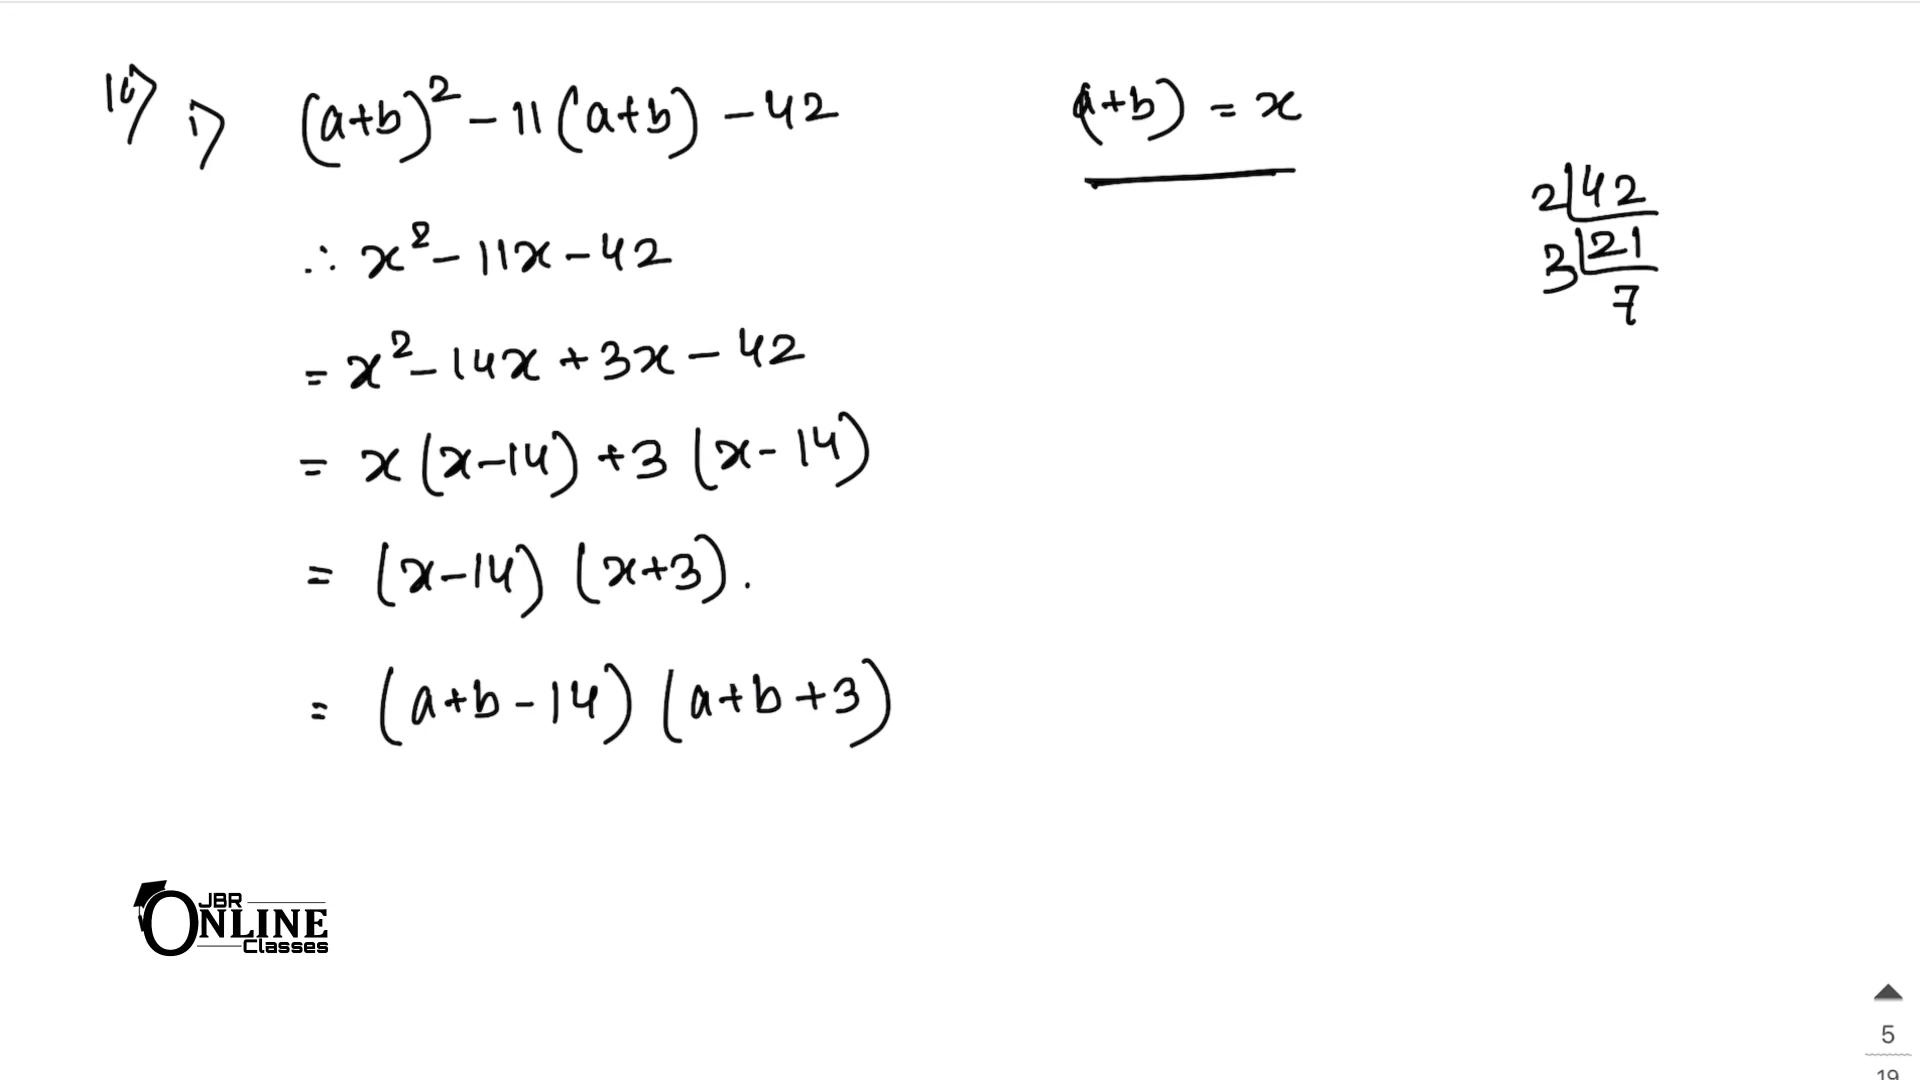 10) i) (a+b)² - 11(a+b) - 42
(a+b) = x
∴ x² - 11x - 42
= x² - 14x + 3x - 42
= x(x-14) + 3(x-14)
= (x-14) (x+3).
= (a+b-14) (a+b+3)
2|42
3|21
7
JBR
ONLINE
Classes
5
19